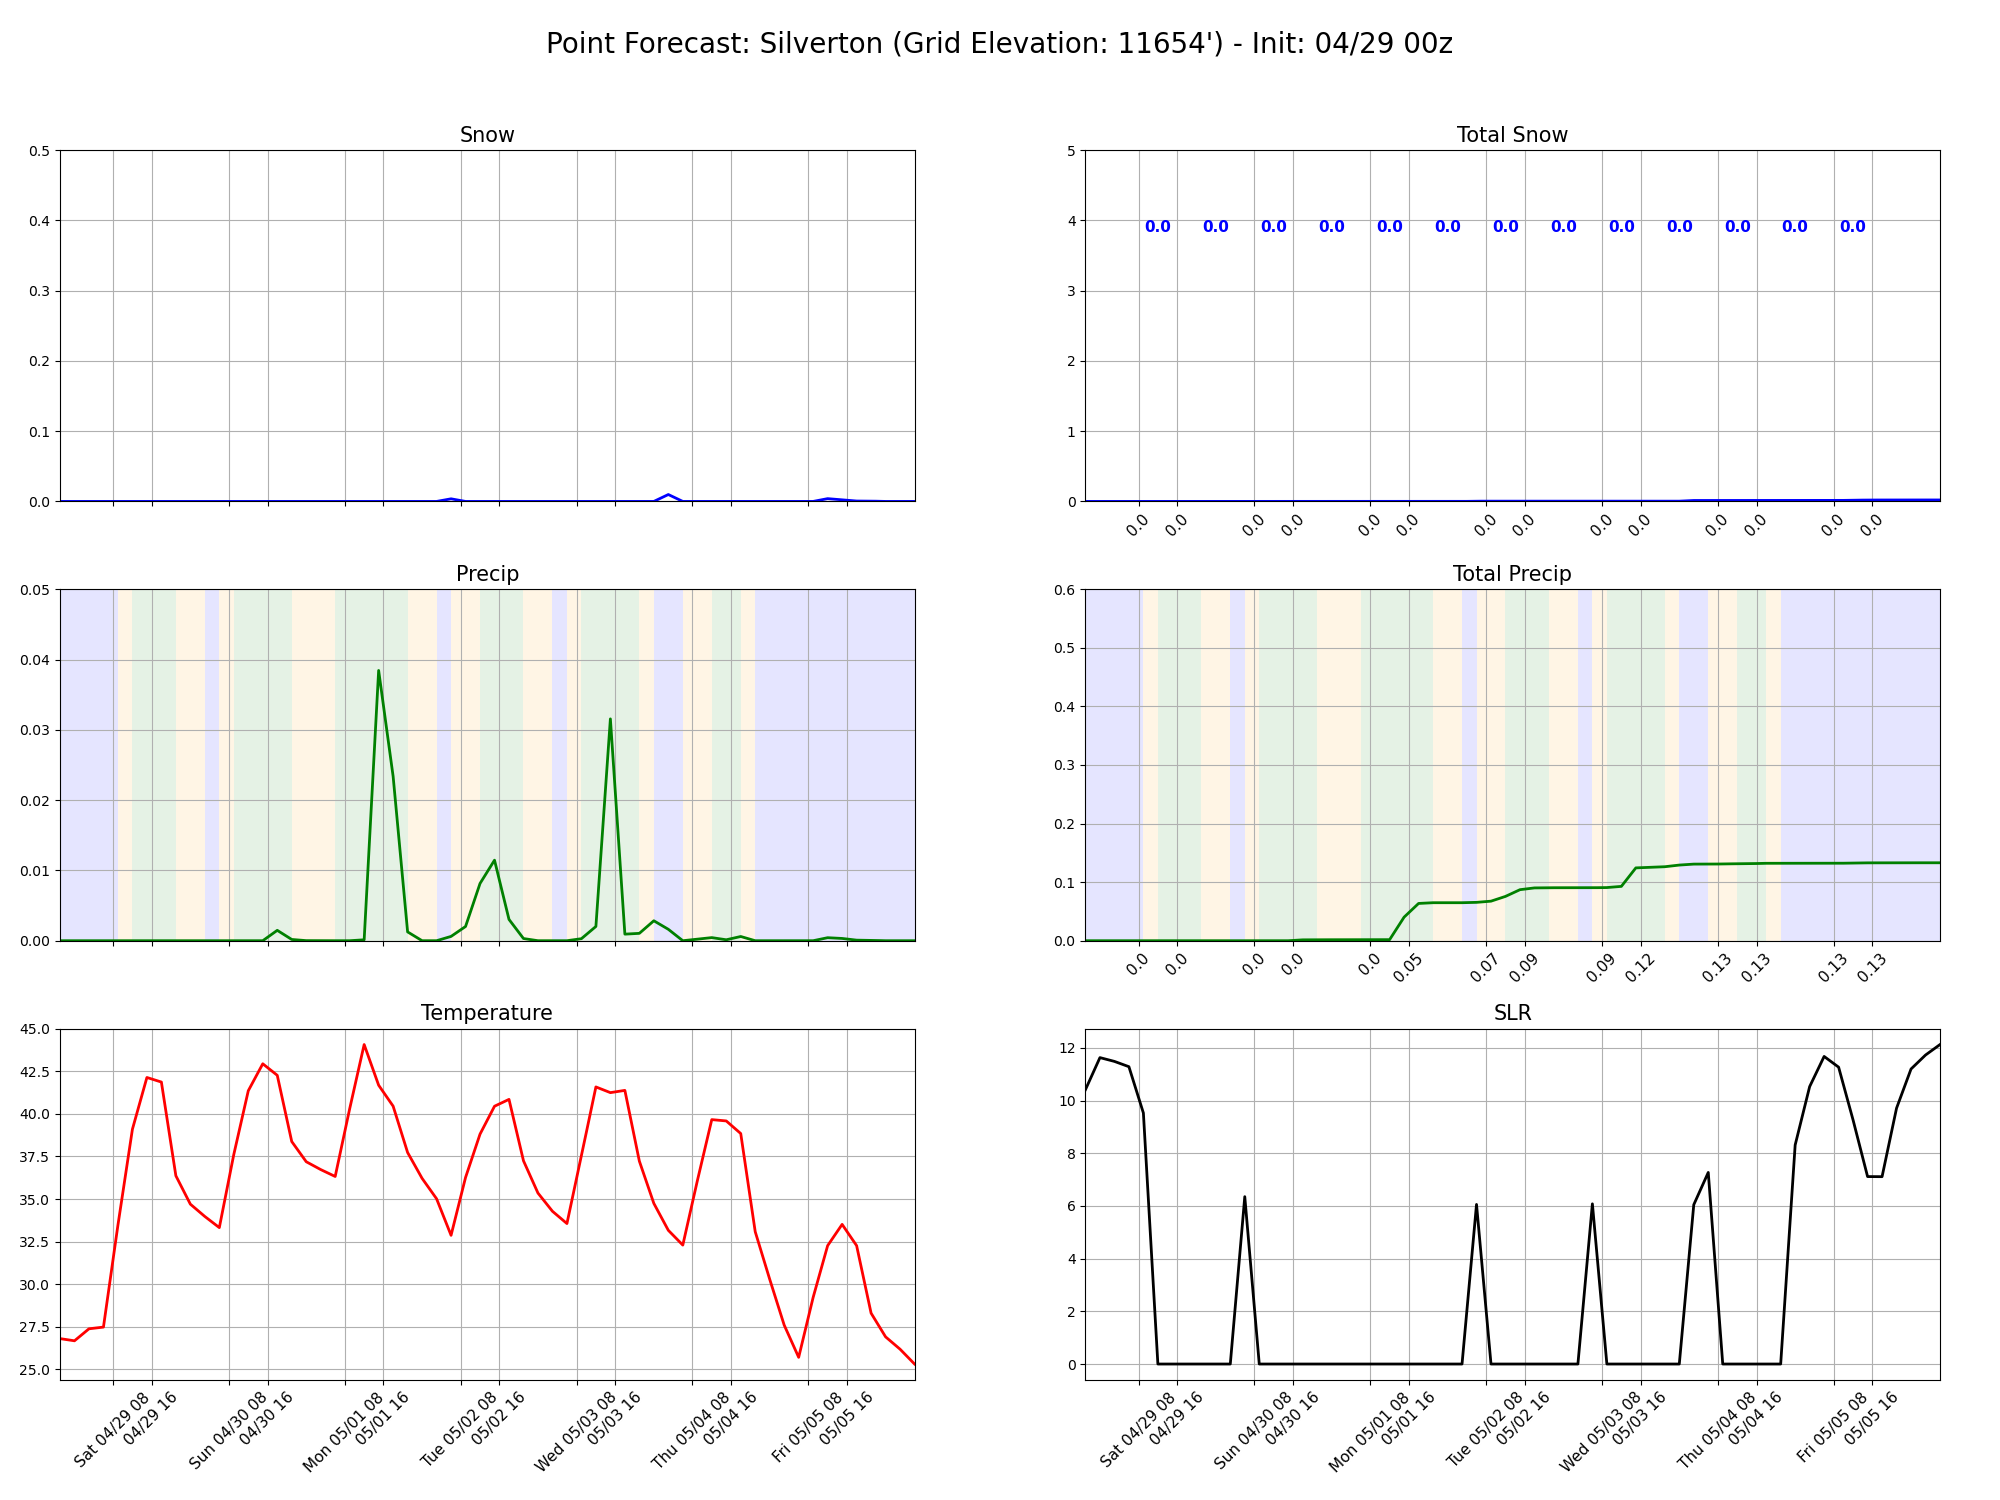 Point Forecast: Silverton (Grid Elevation: 11654') - Init: 04/29 00z
Snow
0.5
0.4
0.3
0.2
0.1
0.0
Total Snow
5
4
3
2
1
0
0.0 0.0 0.0 0.0 0.0 0.0 0.0 0.0 0.0 0.0 0.0 0.0 0.0
0.0 0.0 0.0 0.0 0.0 0.0 0.0 0.0 0.0 0.0 0.0 0.0 0.0 0.0
Precip
0.05
0.04
0.03
0.02
0.01
0.00
Total Precip
0.6
0.5
0.4
0.3
0.2
0.1
0.0
0.0 0.0 0.0 0.0 0.0 0.05 0.07 0.09 0.09 0.12 0.13 0.13 0.13 0.13
Temperature
45.0
42.5
40.0
37.5
35.0
32.5
30.0
27.5
25.0
Sat 04/29 08
04/29 16
Sun 04/30 08
04/30 16
Mon 05/01 08
05/01 16
Tue 05/02 08
05/02 16
Wed 05/03 08
05/03 16
Thu 05/04 08
05/04 16
Fri 05/05 08
05/05 16
SLR
12
10
8
6
4
2
0
Sat 04/29 08
04/29 16
Sun 04/30 08
04/30 16
Mon 05/01 08
05/01 16
Tue 05/02 08
05/02 16
Wed 05/03 08
05/03 16
Thu 05/04 08
05/04 16
Fri 05/05 08
05/05 16